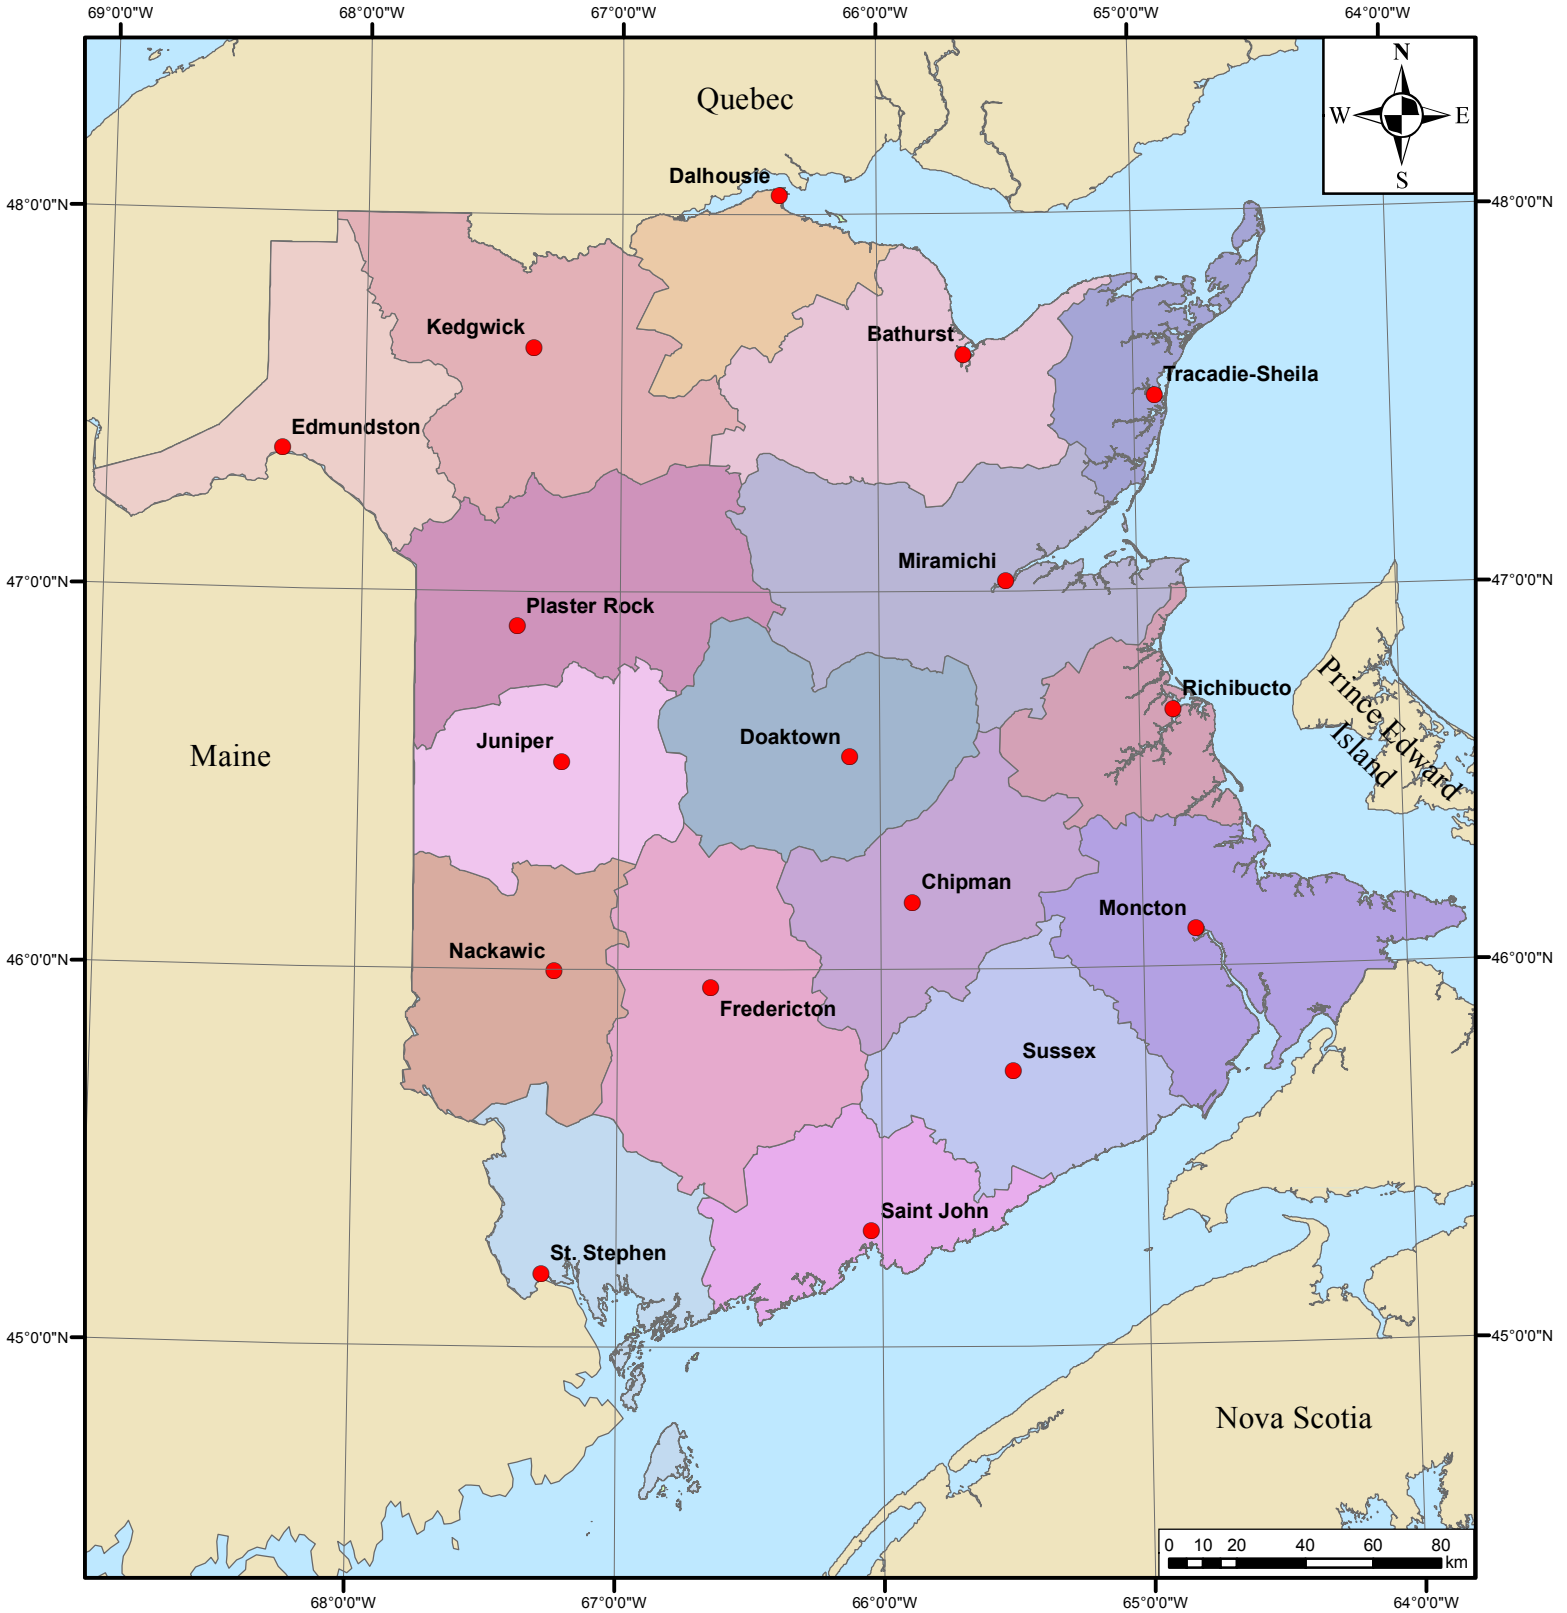 69°0'0"W 68°0'0"W 67°0'0"W 66°0'0"W 65°0'0"W 64°0'0"W
N
W E
S
Quebec
Dalhousie
48°0'0"N 48°0'0"N
Kedgwick
Bathurst
Tracadie-Sheila
Edmundston
Miramichi
47°0'0"N 47°0'0"N
Plaster Rock
Richibucto
Prince Edward
Island
Juniper
Doaktown
Maine
Chipman
Moncton
Nackawic
46°0'0"N 46°0'0"N
Fredericton
Sussex
Saint John
St. Stephen
45°0'0"N 45°0'0"N
Nova Scotia
0 10 20 40 60 80
km
68°0'0"W 67°0'0"W 66°0'0"W 65°0'0"W 64°0'0"W